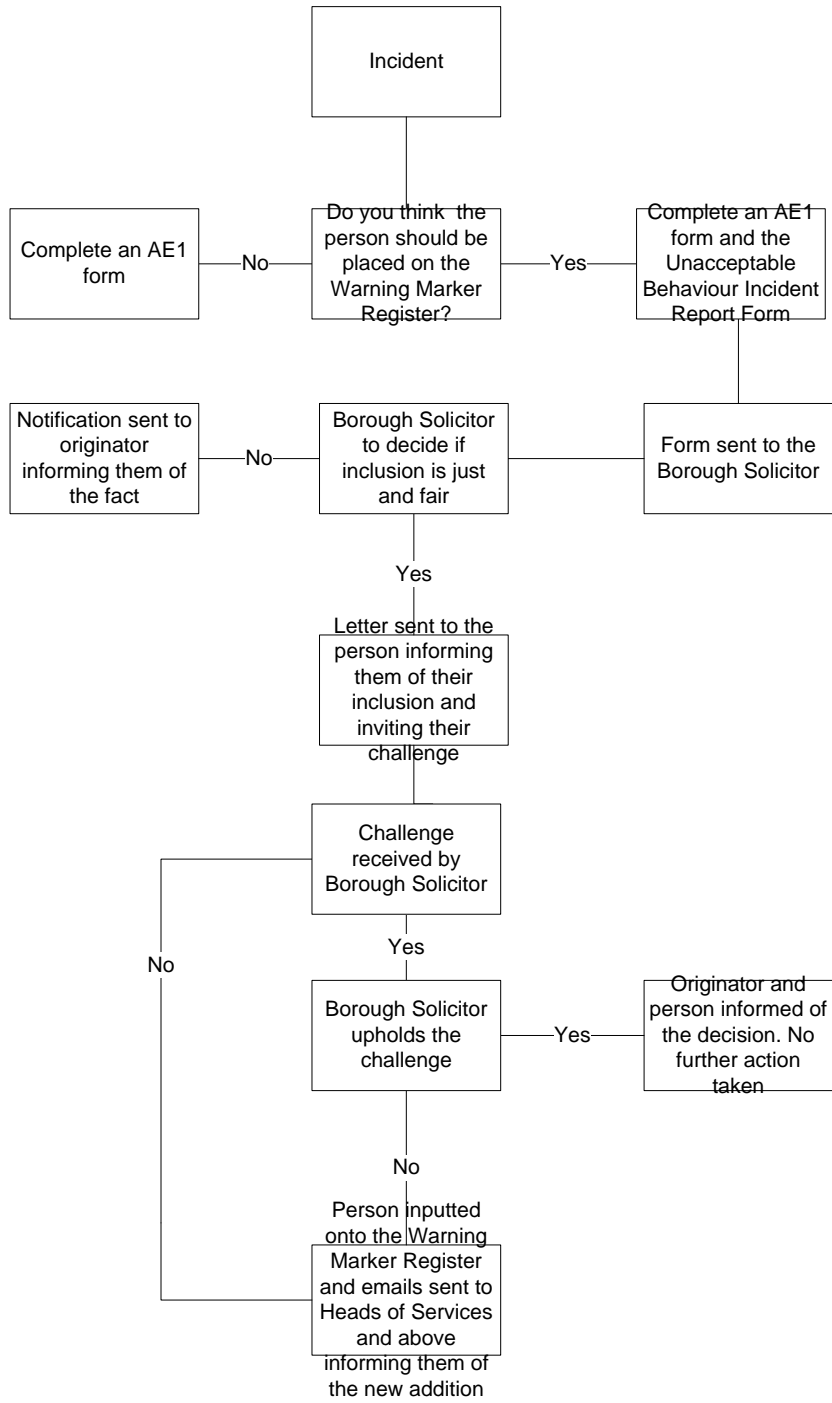 Incident
Complete an AE1
form
No
Do you think  the
person should be
placed on the
Warning Marker
Register?
Yes
Complete an AE1
form and the
Unacceptable
Behaviour Incident
Report Form
Notification sent to
originator
informing them of
the fact
No
Borough Solicitor
to decide if
inclusion is just
and fair
Form sent to the
Borough Solicitor
Yes
Letter sent to the
person informing
them of their
inclusion and
inviting their
challenge
Challenge
received by
Borough Solicitor
No
Yes
Borough Solicitor
upholds the
challenge
Yes
Originator and
person informed of
the decision. No
further action
taken
No
Person inputted
onto the Warning
Marker Register
and emails sent to
Heads of Services
and above
informing them of
the new addition